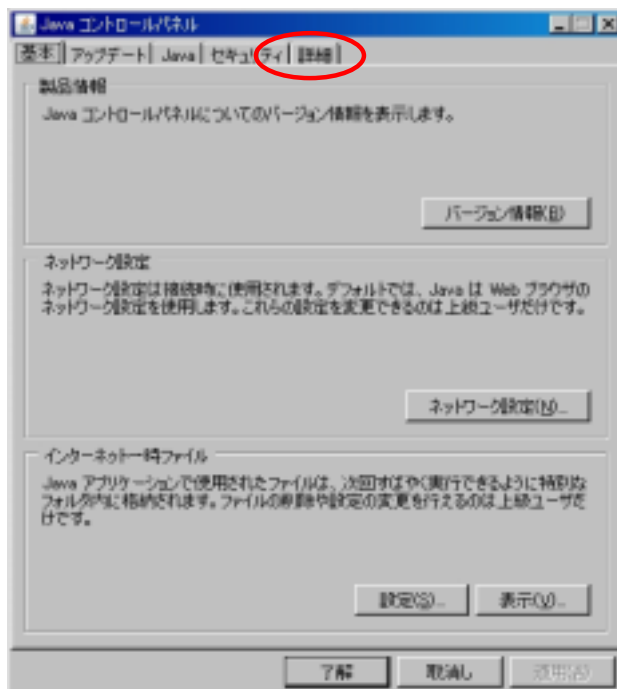 Java コントロールパネル
基本 アップデート Java セキュリティ 詳細
製品情報
Java コントロールパネルについてのバージョン情報を表示します。
バージョン情報(B)
ネットワーク設定
ネットワーク設定は接続時に使用されます。デフォルトでは、Java は Web ブラウザの
ネットワーク設定を使用します。これらの設定を変更できるのは上級ユーザだけです。
ネットワーク設定(N)...
インターネット一時ファイル
Java アプリケーションで使用されたファイルは、次回すばやく実行できるように特別な
フォルダ内に格納されます。ファイルの削除や設定の変更を行えるのは上級ユーザだ
けです。
設定(S)... 表示(V)...
了解 取消し 適用(A)